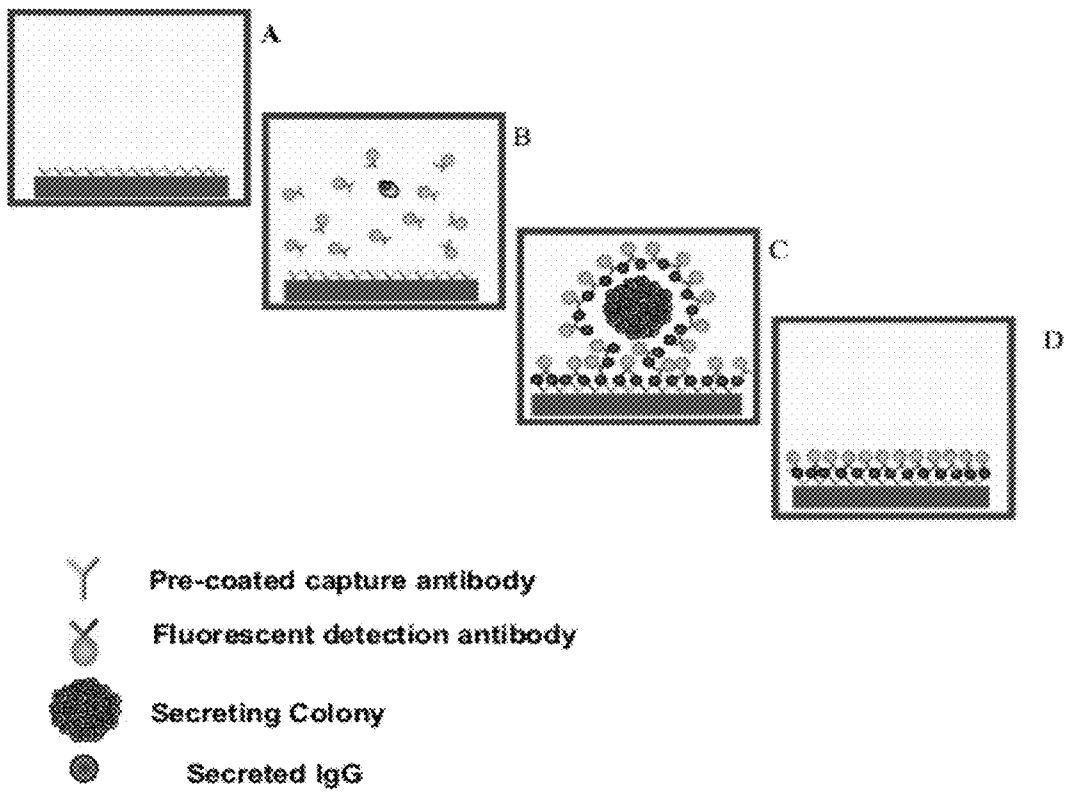 A
B
C
D
Pre-coated capture antibody
Fluorescent detection antibody
Secreting Colony
Secreted IgG